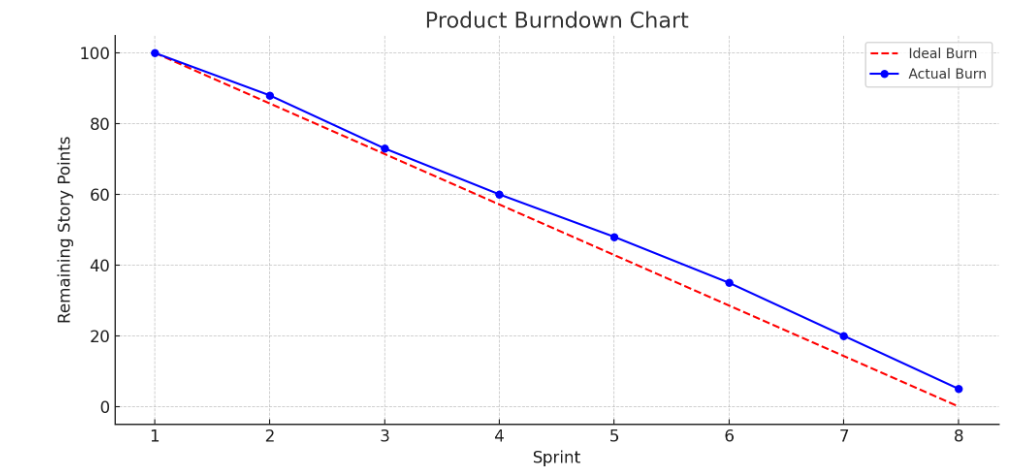 Product Burndown Chart
Ideal Burn
Actual Burn
100
80
60
40
20
0
Remaining Story Points
1 2 3 4 5 6 7 8
Sprint